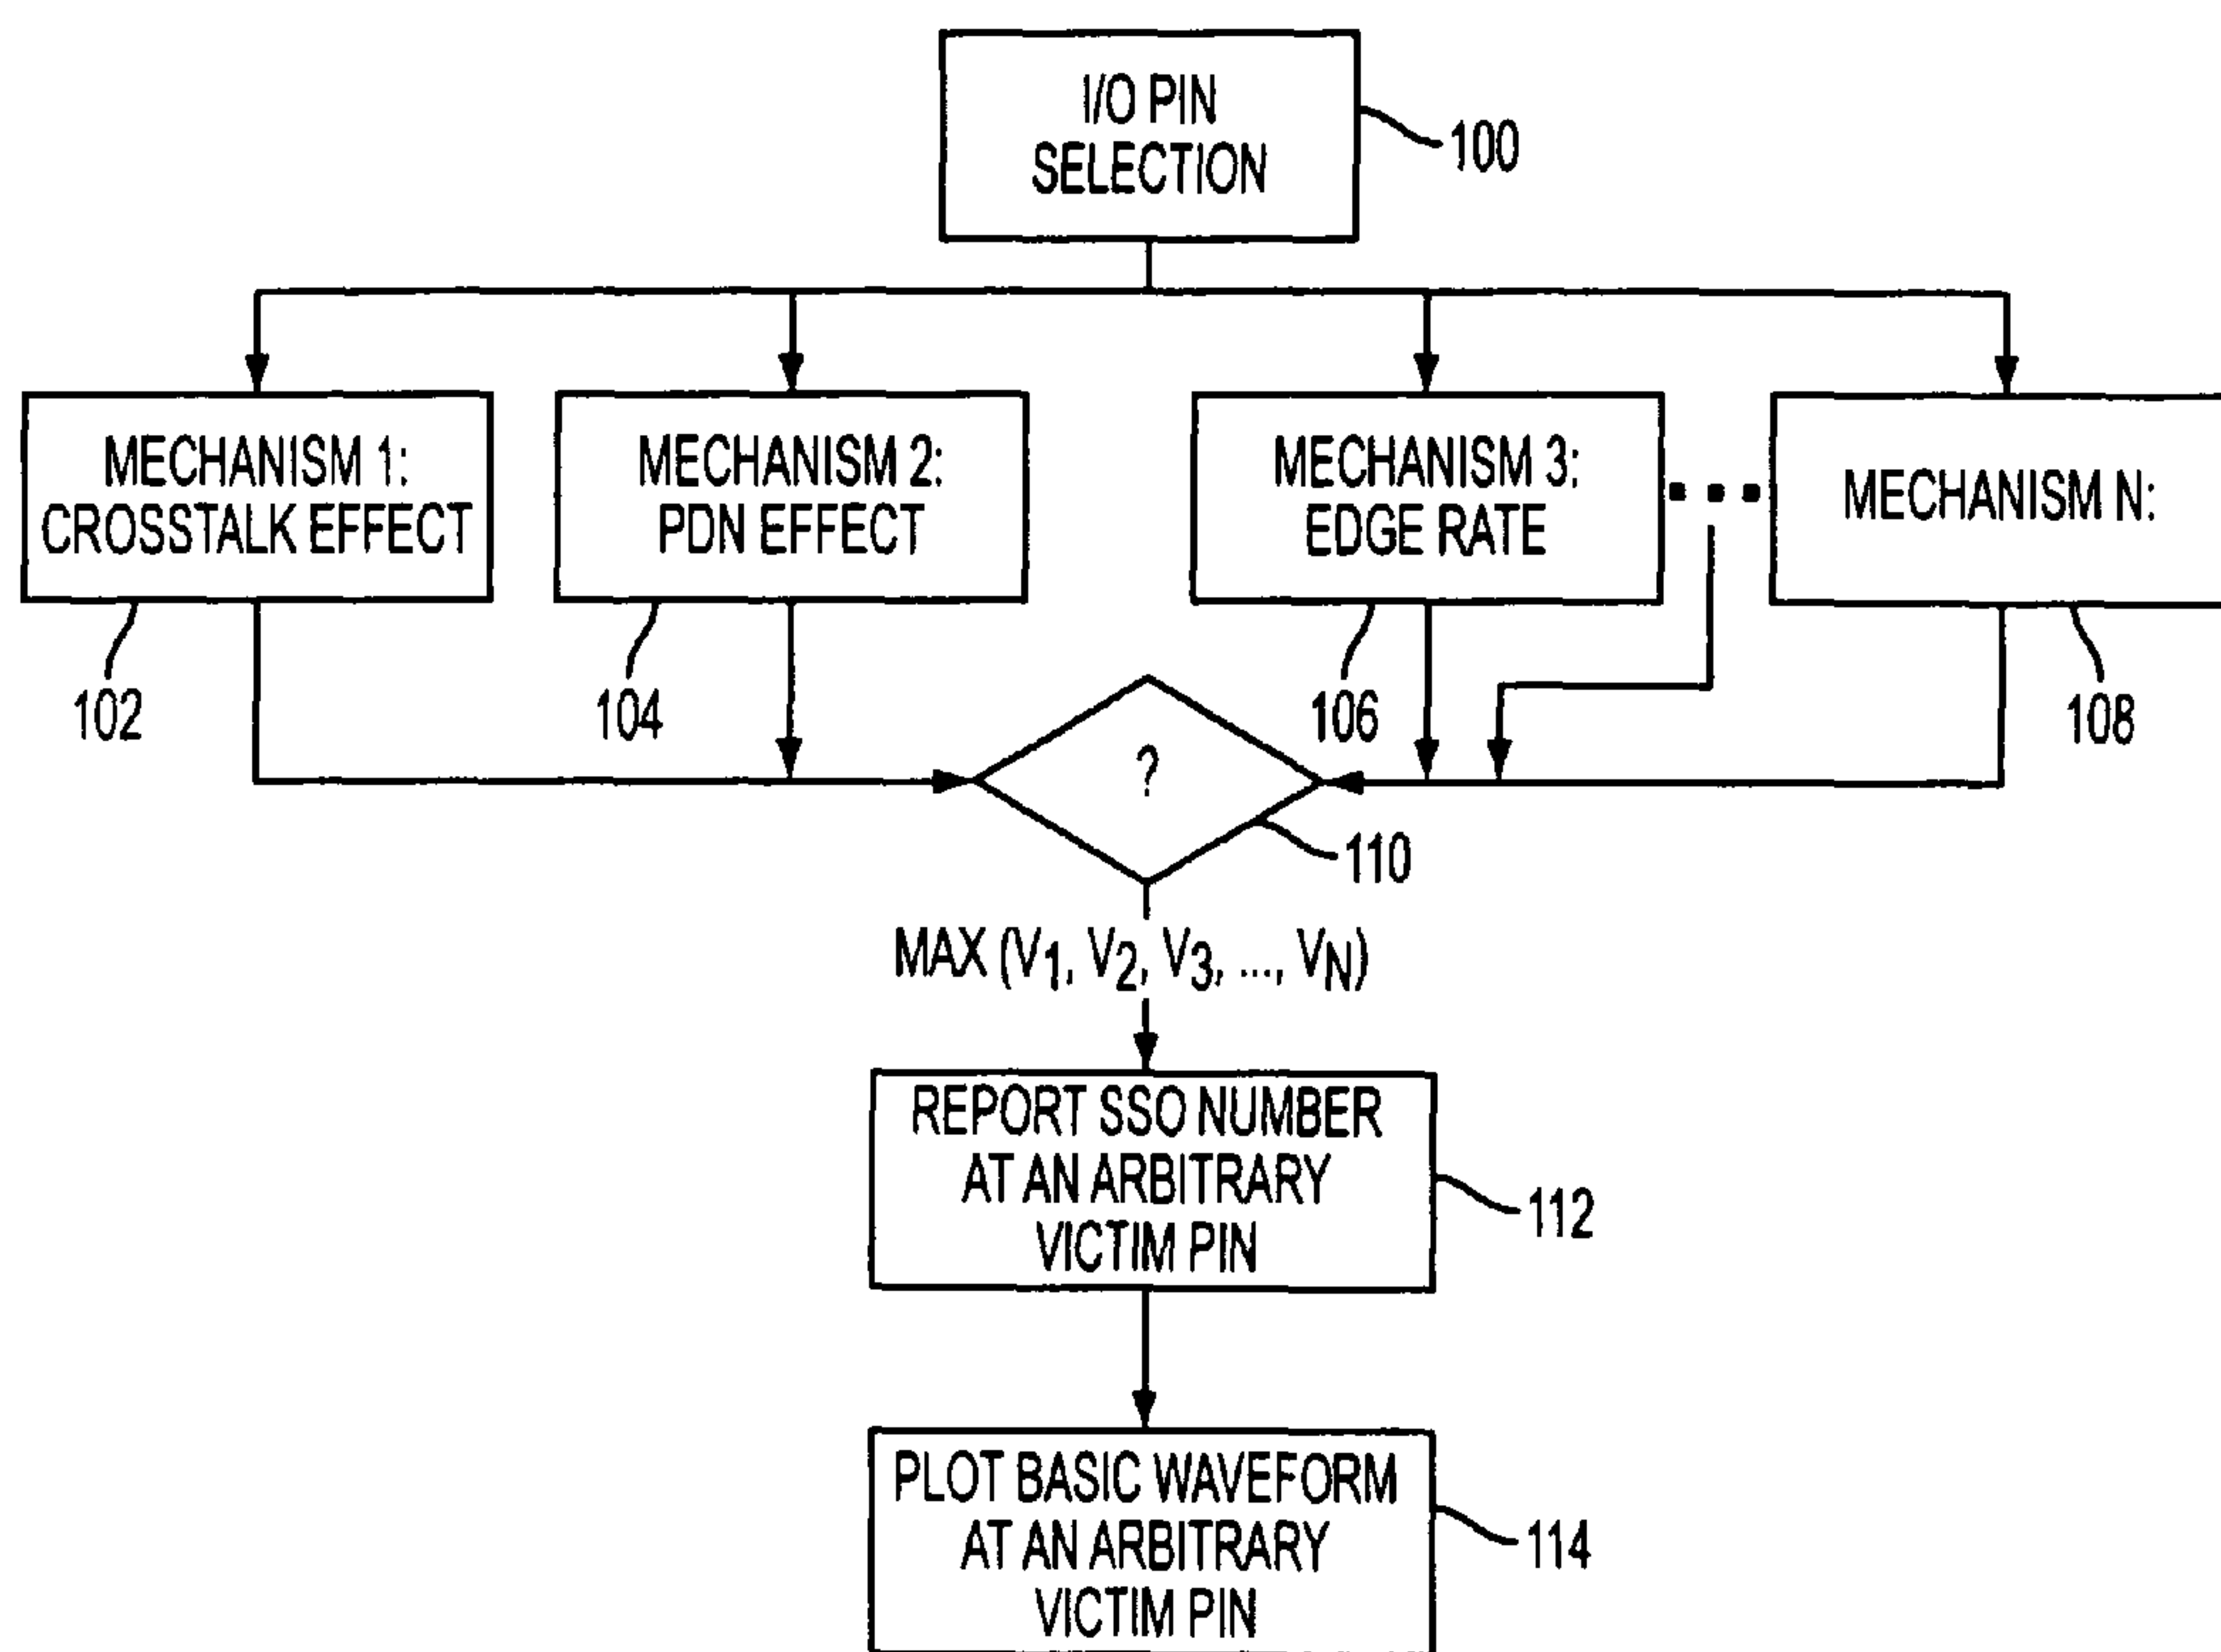 I/O PIN
SELECTION
100
MECHANISM 1:
CROSSTALK EFFECT
MECHANISM 2:
PDN EFFECT
MECHANISM 3:
EDGE RATE
MECHANISM N:
102
104
106
108
?
110
MAX (V1, V2, V3, ..., VN)
REPORT SSO NUMBER
AT AN ARBITRARY
VICTIM PIN
112
PLOT BASIC WAVEFORM
AT AN ARBITRARY
VICTIM PIN
114